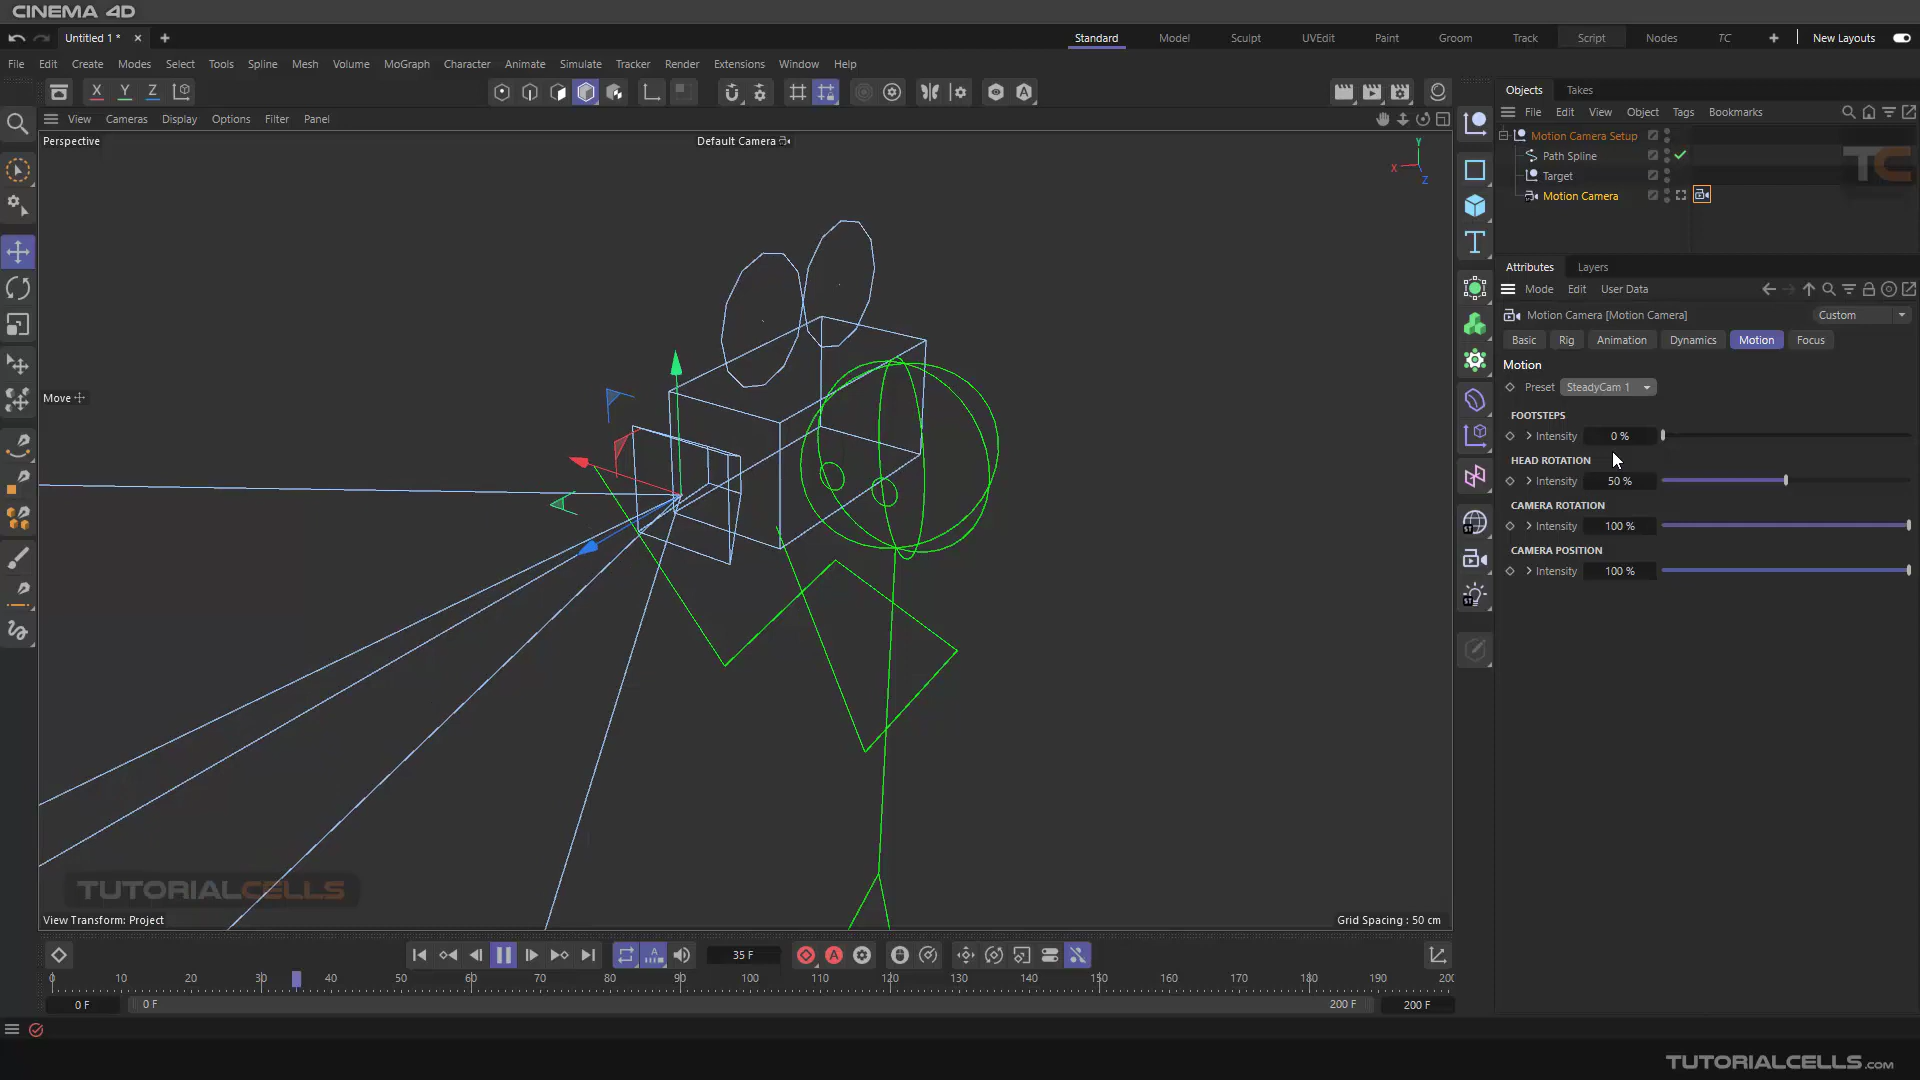 CINEMA 4D
Untitled 1 *
Standard Model Sculpt UVEdit Paint Groom Track Script Nodes TC New Layouts
File Edit Create Modes Select Tools Spline Mesh Volume MoGraph Character Animate Simulate Tracker Render Extensions Window Help
X Y Z
Objects Takes
File Edit View Object Tags Bookmarks
View Cameras Display Options Filter Panel
Perspective
Default Camera
Y
X
Z
Motion Camera Setup
Path Spline
Target
Motion Camera
TC
Attributes Layers
Mode Edit User Data
Motion Camera [Motion Camera]
Custom
Basic Rig Animation Dynamics Motion Focus
Motion
Preset SteadyCam 1
FOOTSTEPS
Intensity 0 %
HEAD ROTATION
Intensity 50 %
CAMERA ROTATION
Intensity 100 %
CAMERA POSITION
Intensity 100 %
Move
TUTORIALCELLS
View Transform: Project
Grid Spacing : 50 cm
35 F
0 10 20 30 40 50 60 70 80 90 100 110 120 130 140 150 160 170 180 190 20
0 F 0 F 200 F 200 F
TUTORIALCELLS.COM